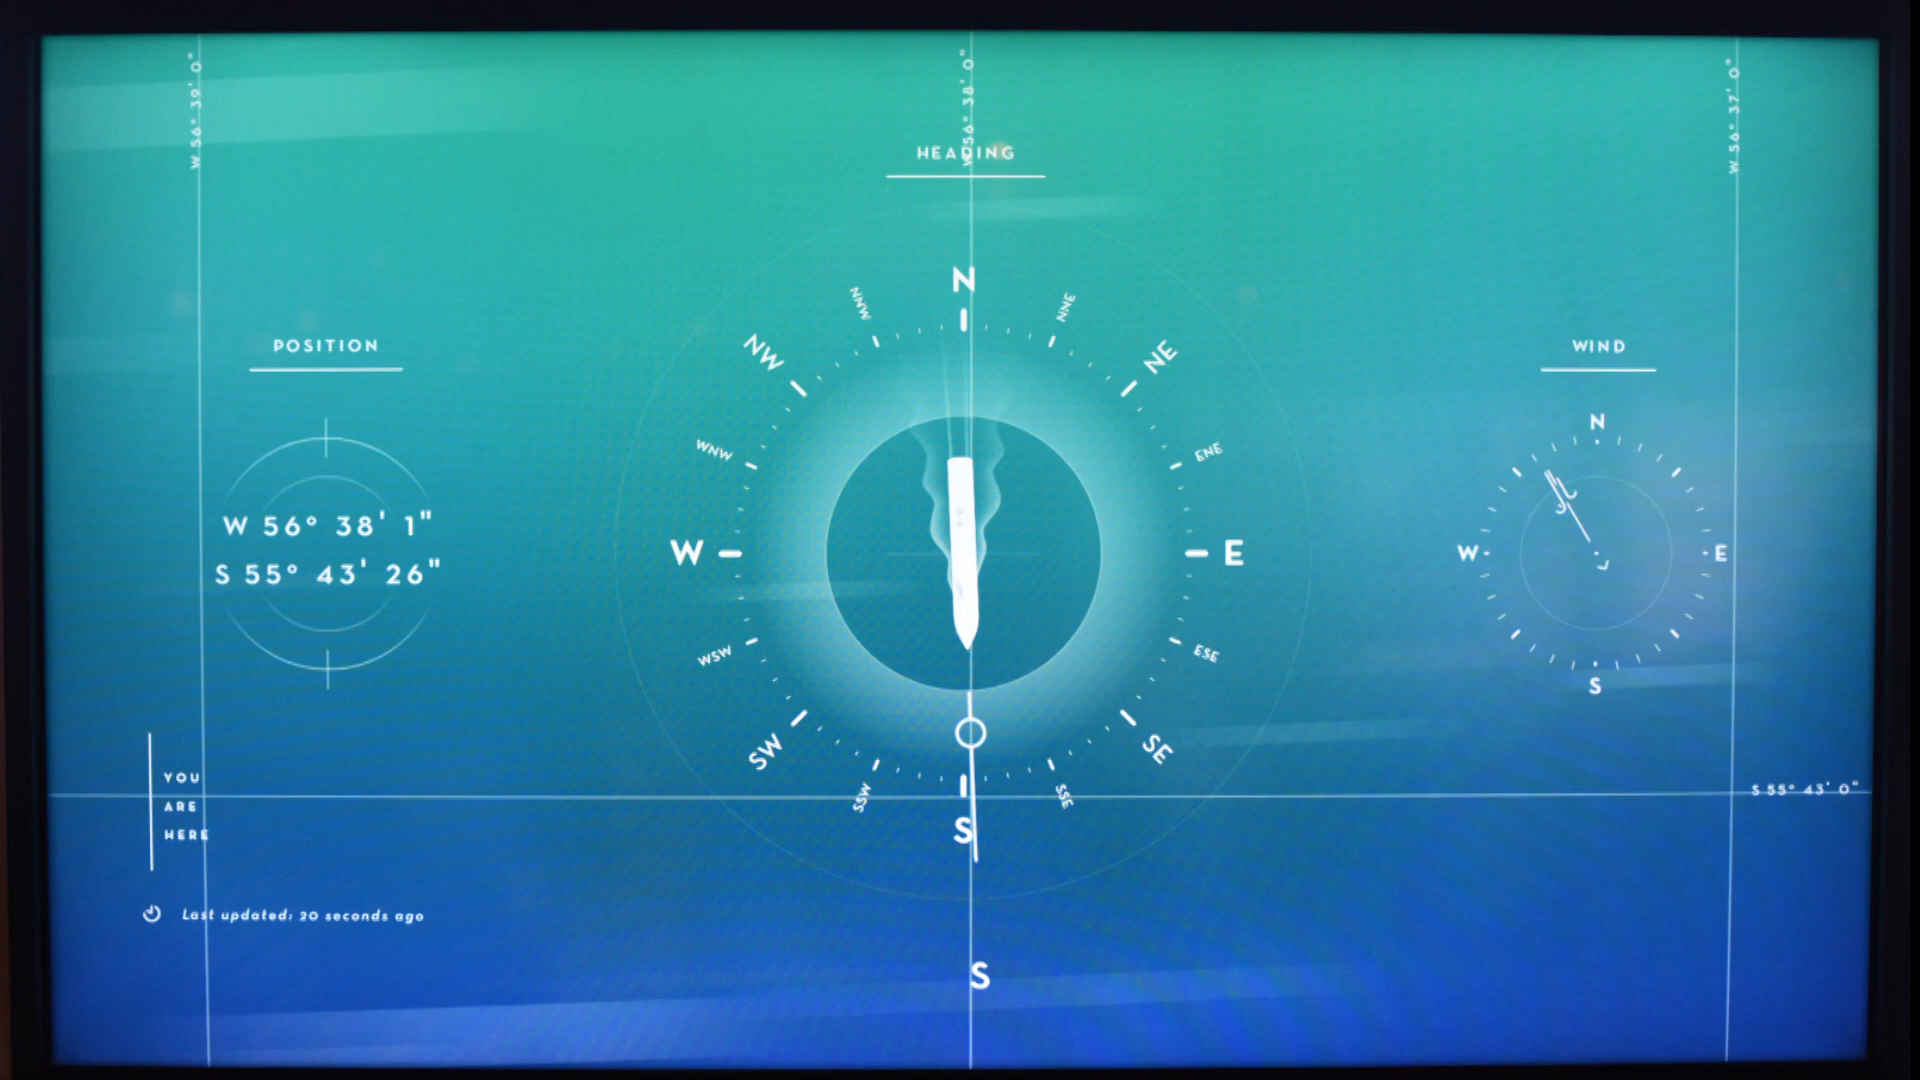 W 56° 39' 0"
W 56° 38' 0"
W 56° 37' 0"
HEADING
N
NNW
NNE
NW
NE
POSITION
WIND
N
WNW
ENE
W 56° 38' 1"
S 55° 43' 26"
W
E
W
E
WSW
ESE
S
SW
SE
YOU
ARE
HERE
SSW
SSE
S 55° 43' 0"
S
Last updated: 20 seconds ago
S